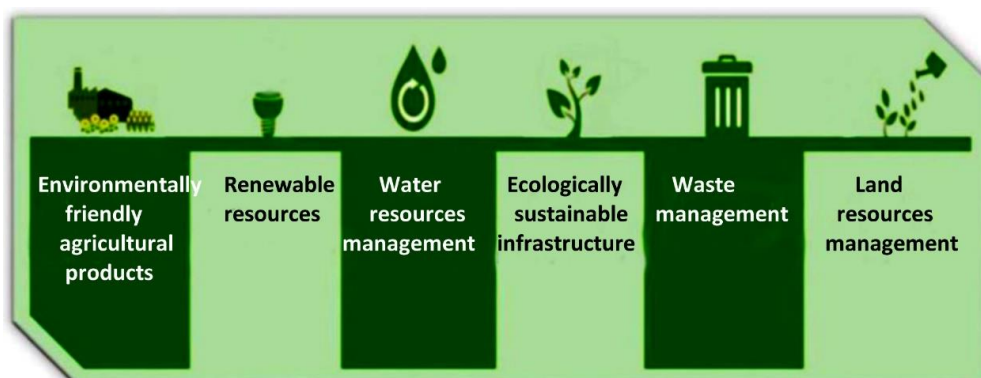 Environmentally
friendly
agricultural
products
Renewable
resources
Water
resources
management
Ecologically
sustainable
infrastructure
Waste
management
Land
resources
management